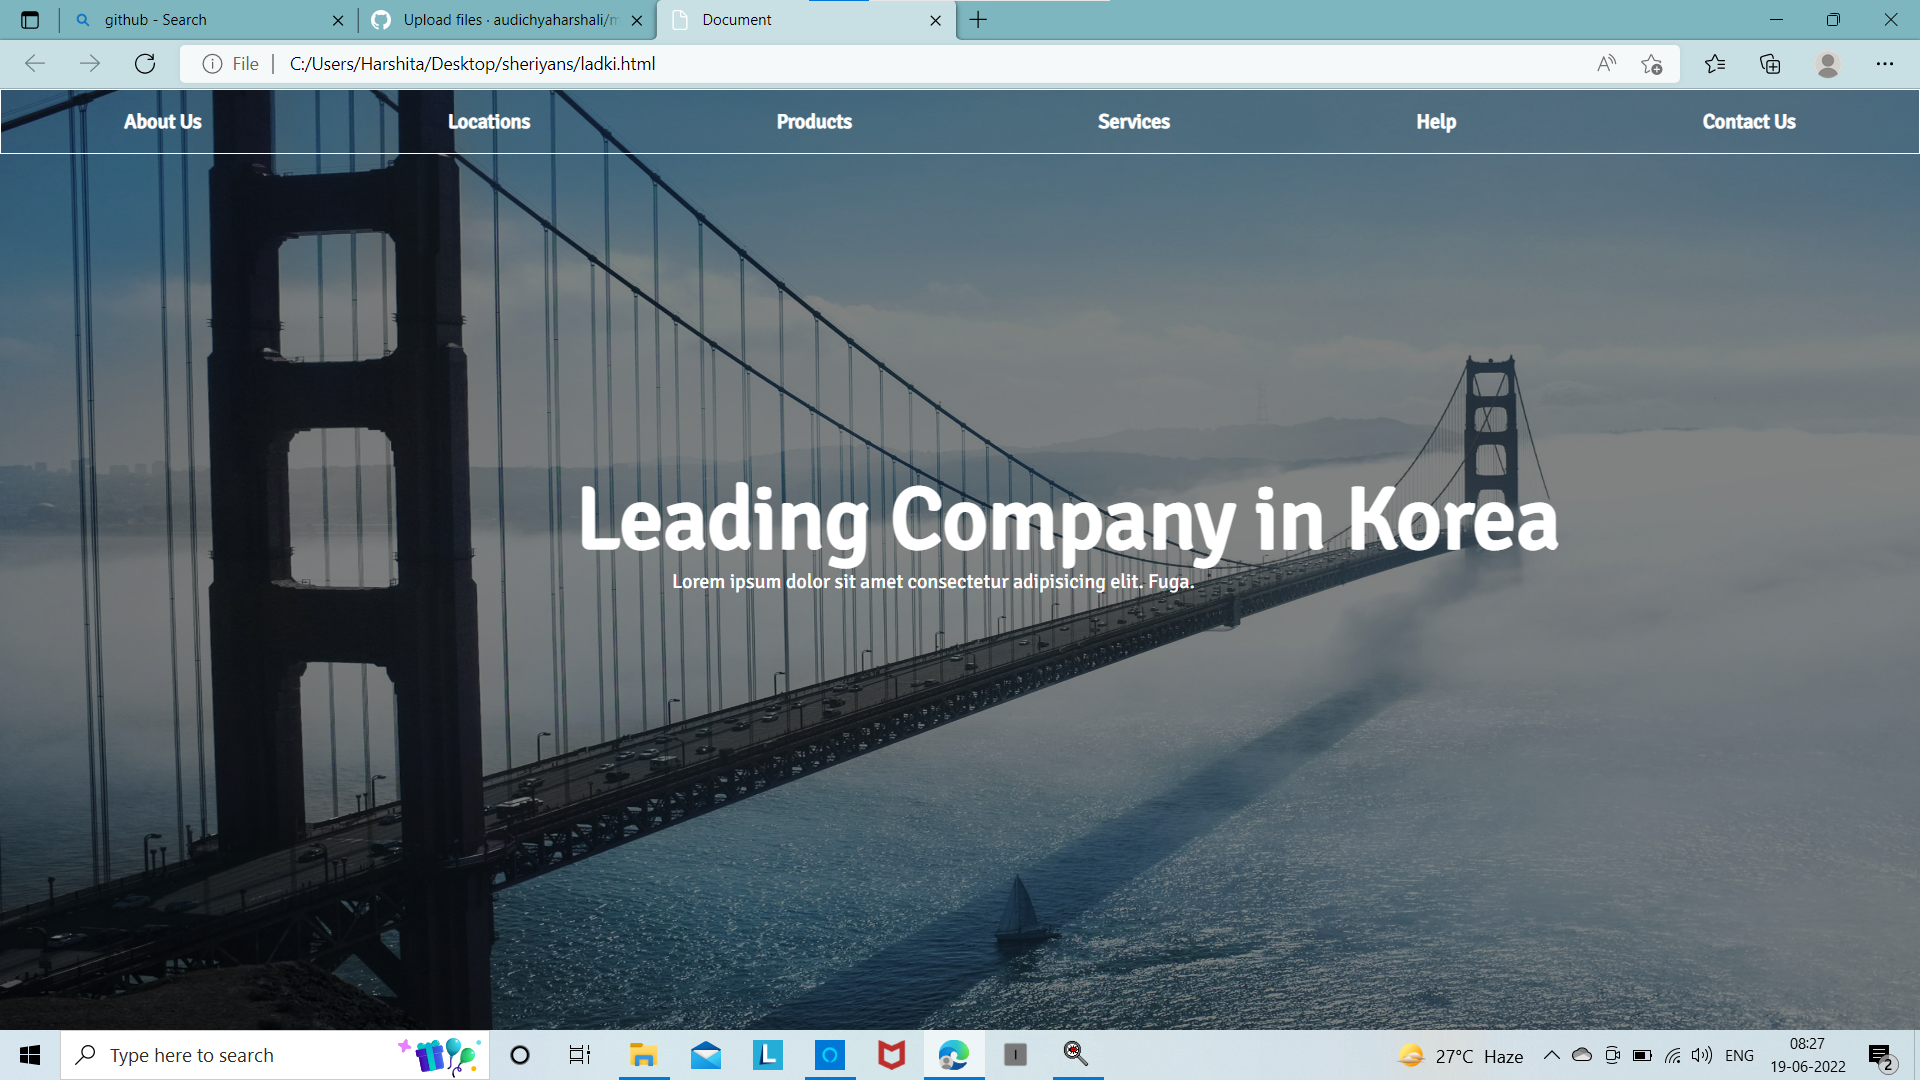 github - Search
Upload files · audichyaharshali/m
Document
File
C:/Users/Harshita/Desktop/sheriyans/ladki.html
About Us
Locations
Products
Services
Help
Contact Us
Leading Company in Korea
Lorem ipsum dolor sit amet consectetur adipisicing elit. Fuga.
Type here to search
L
I
27°C Haze
ENG
08:27
19-06-2022
2